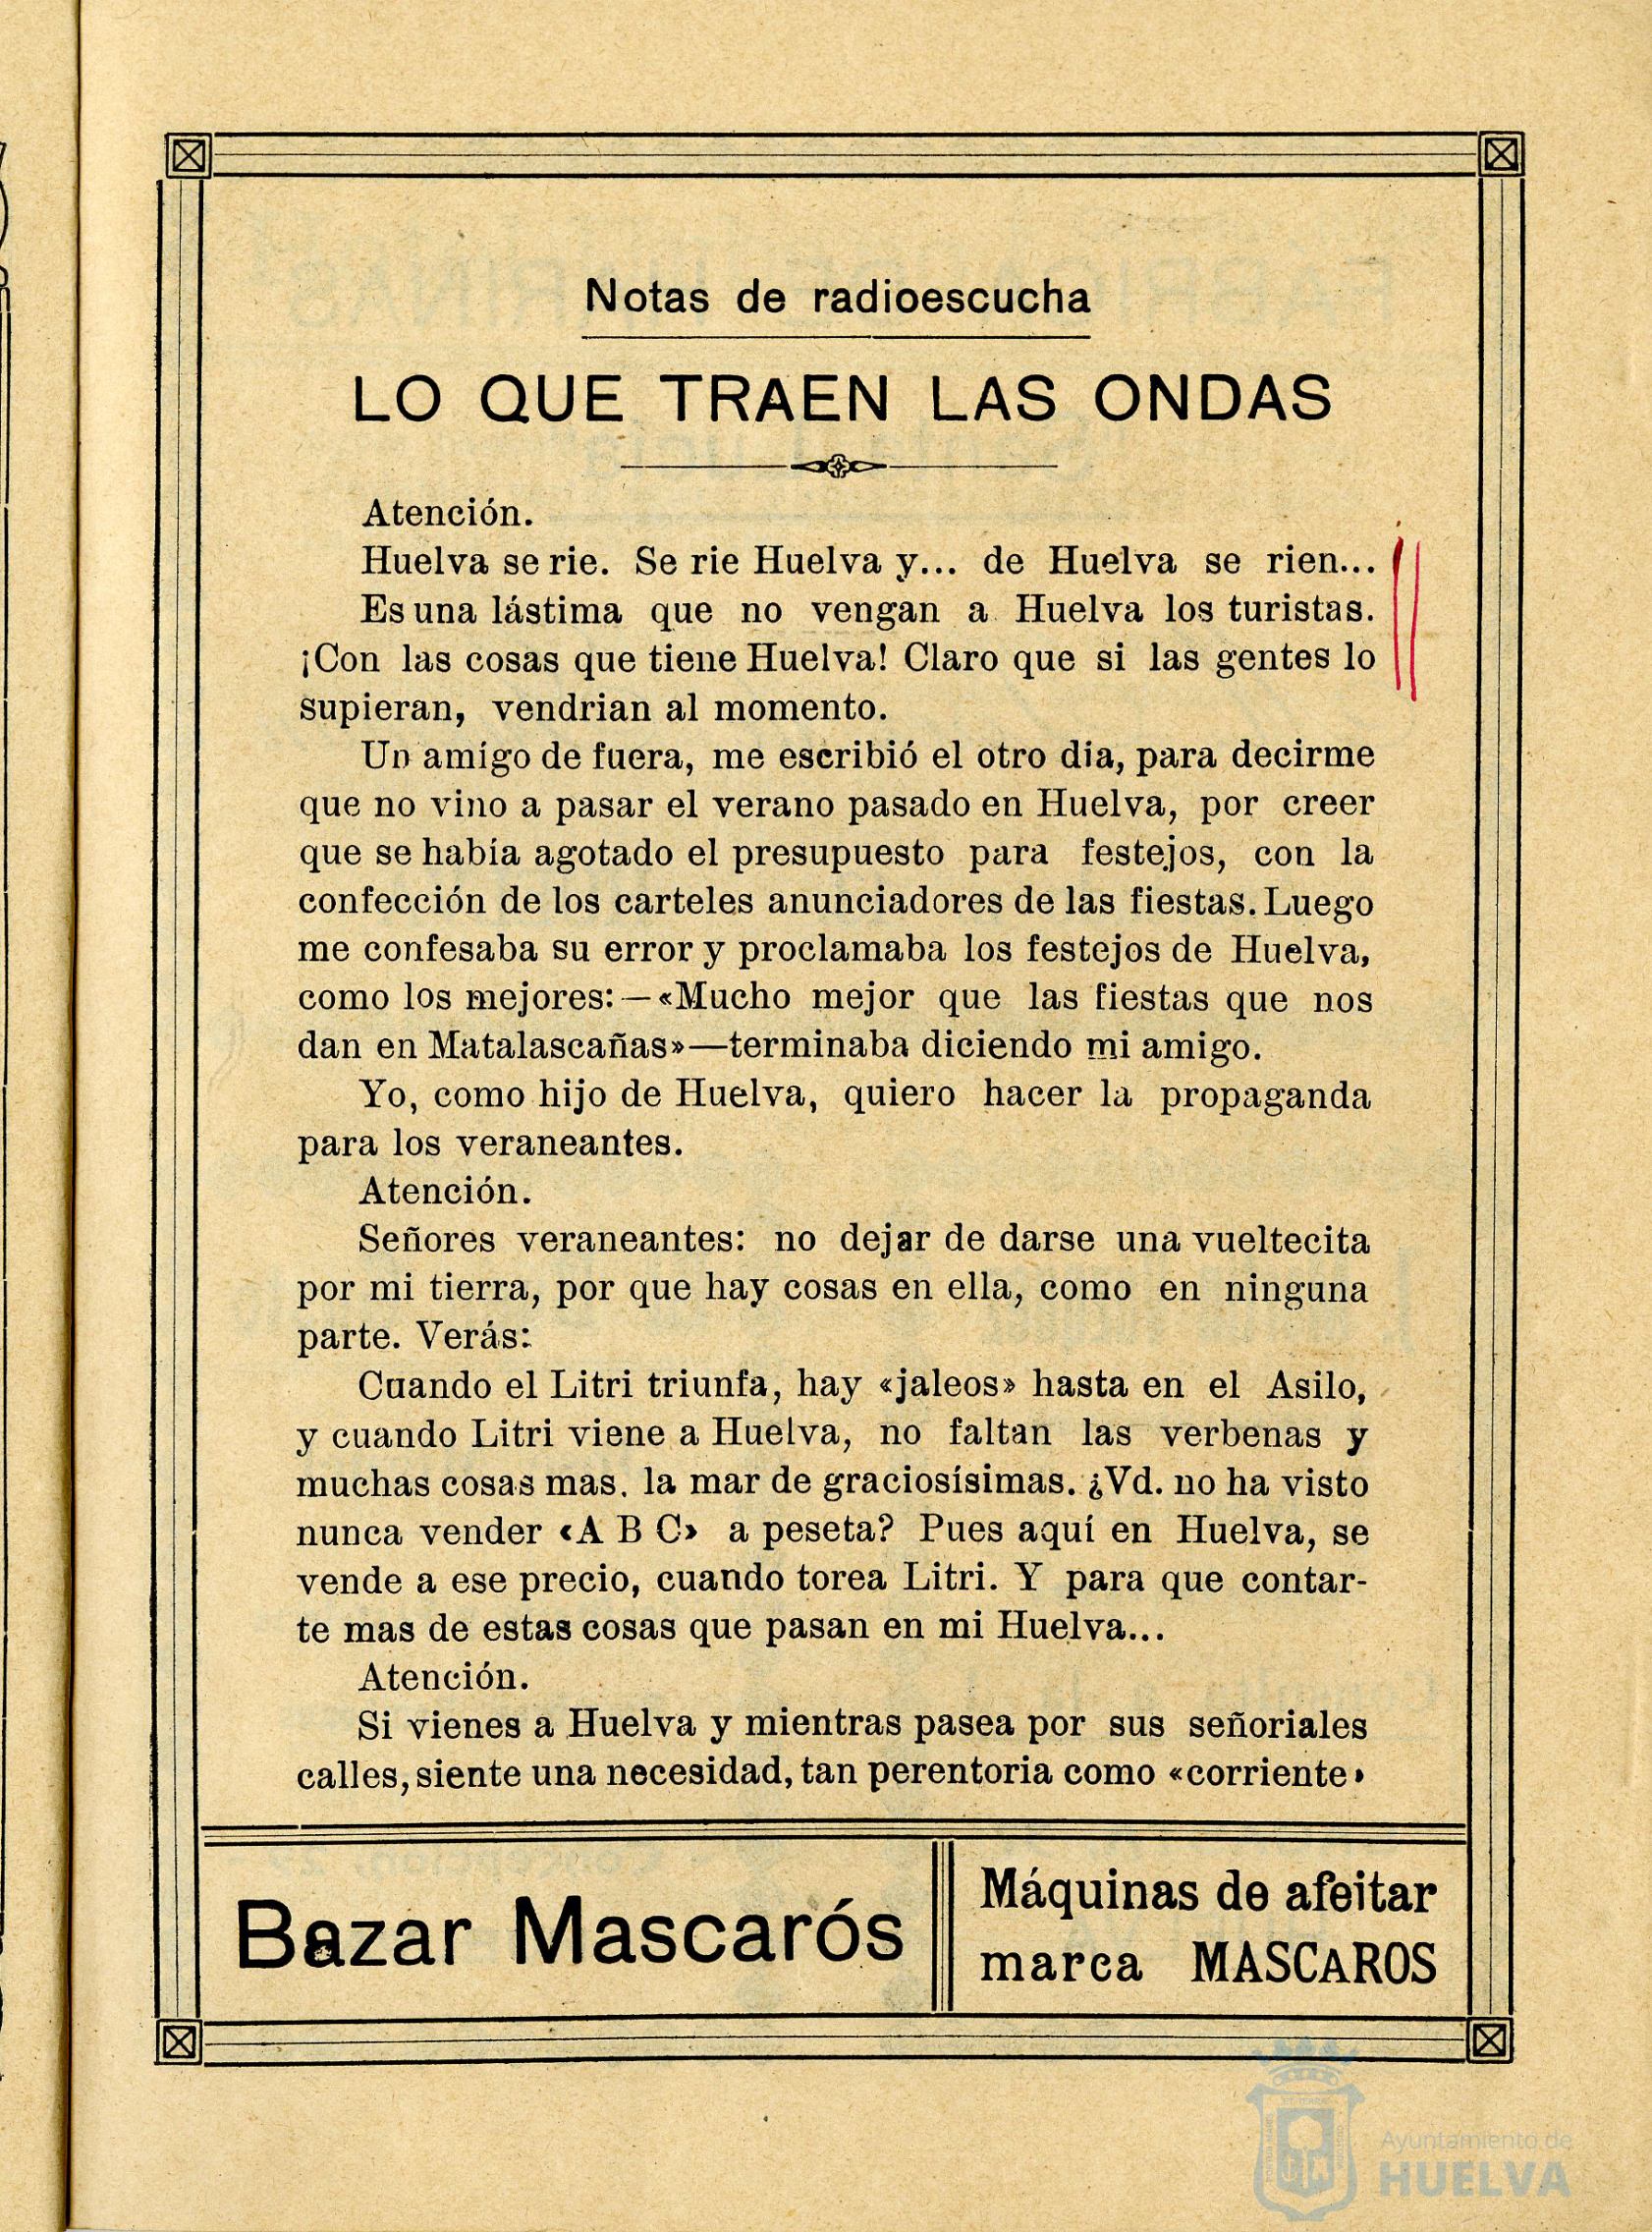 Notas de radioescucha
LO QUE TRAEN LAS ONDAS
Atención.
Huelva se rie. Se rie Huelva y... de Huelva se rien...
Es una lástima que no vengan a Huelva los turistas.
¡Con las cosas que tiene Huelva! Claro que si las gentes lo
supieran, vendrian al momento.
Un amigo de fuera, me escribió el otro dia, para decirme
que no vino a pasar el verano pasado en Huelva, por creer
que se había agotado el presupuesto para festejos, con la
confección de los carteles anunciadores de las fiestas. Luego
me confesaba su error y proclamaba los festejos de Huelva,
como los mejores:—«Mucho mejor que las fiestas que nos
dan en Matalascañas»—terminaba diciendo mi amigo.
Yo, como hijo de Huelva, quiero hacer la propaganda
para los veraneantes.
Atención.
Señores veraneantes: no dejar de darse una vueltecita
por mi tierra, por que hay cosas en ella, como en ninguna
parte. Verás:
Cuando el Litri triunfa, hay «jaleos» hasta en el Asilo,
y cuando Litri viene a Huelva, no faltan las verbenas y
muchas cosas mas. la mar de graciosísimas. ¿Vd. no ha visto
nunca vender «A B C» a peseta? Pues aquí en Huelva, se
vende a ese precio, cuando torea Litri. Y para que contar-
te mas de estas cosas que pasan en mi Huelva...
Atención.
Si vienes a Huelva y mientras pasea por sus señoriales
calles, siente una necesidad, tan perentoria como «corriente»
Bazar Mascarós
Máquinas de afeitar
marca MASCAROS
Ayuntamiento de
HUELVA